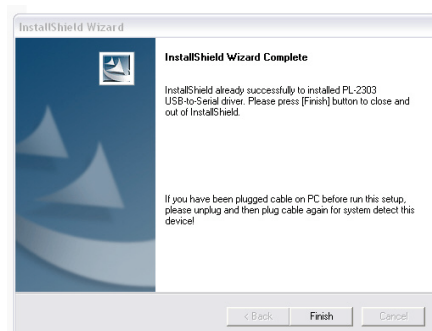 InstallShield Wizard
InstallShield Wizard Complete
InstallShield already successfully to installed PL-2303
USB-to-Serial driver. Please press [Finish] button to close and
out of InstallShield.
If you have been plugged cable on PC before run this setup,
please unplug and then plug cable again for system detect this
device!
< Back
Finish
Cancel